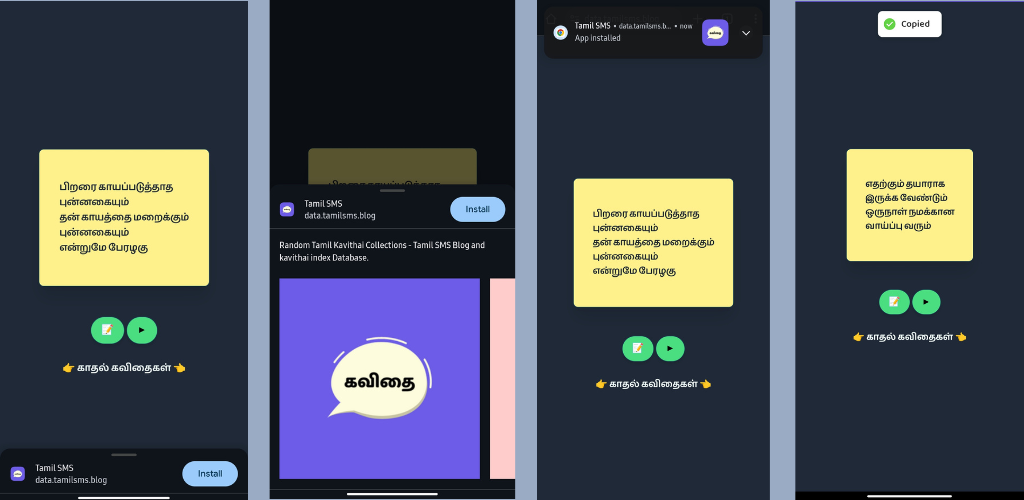 பிறரை காயப்படுத்தாத
புன்னகையும்
தன் காயத்தை மறைக்கும்
புன்னகையும்
என்றுமே பேரழகு
👉 காதல் கவிதைகள் 👈
Tamil SMS
data.tamilsms.blog
Install
Tamil SMS
data.tamilsms.blog
Install
Random Tamil Kavithai Collections - Tamil SMS Blog and
kavithai index Database.
கவிதை
Tamil SMS • data.tamilsms.b... • now
App installed
பிறரை காயப்படுத்தாத
புன்னகையும்
தன் காயத்தை மறைக்கும்
புன்னகையும்
என்றுமே பேரழகு
👉 காதல் கவிதைகள் 👈
Copied
எதற்கும் தயாராக
இருக்க வேண்டும்
ஒருநாள் நமக்கான
வாய்ப்பு வரும்
👉 காதல் கவிதைகள் 👈